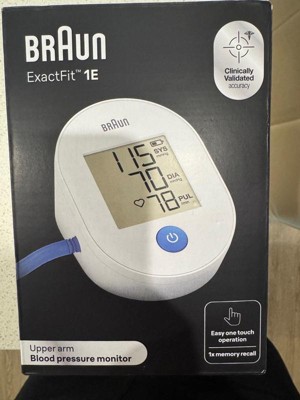 BRAUN
ExactFit™ 1E
Clinically
Validated
accuracy
BRAUN
115 SYS
mmHg
70 DIA
mmHg
78 PUL
Easy one touch
operation
1x memory recall
Upper arm
Blood pressure monitor